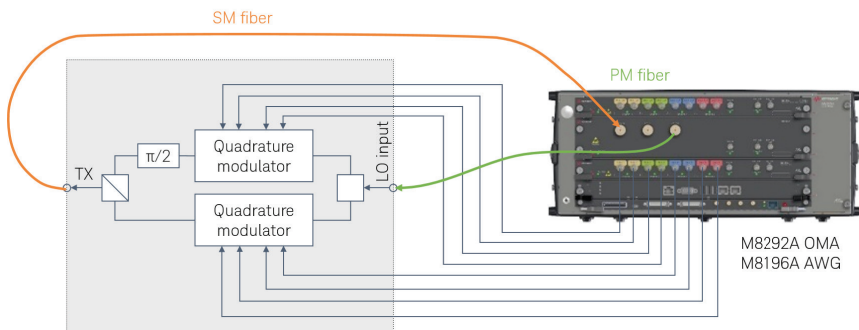 SM fiber
PM fiber
π/2
Quadrature
modulator
TX
LO input
Quadrature
modulator
M8292A OMA
M8196A AWG